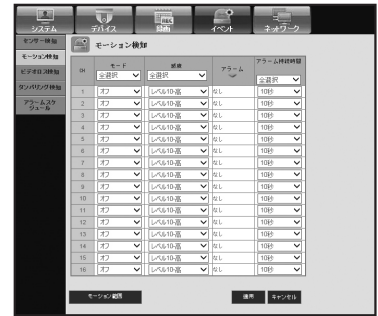 システム デバイス 録画 イベント ネットワーク
REC
センサー検知
モーション検知
ビデオロス検知
タンパリング検知
アラームスケジュール
モーション検知
CH モード 感度 アラーム アラーム持続時間
全選択 全選択 全選択
1 オフ レベル10-高 なし 10秒
2 オフ レベル10-高 なし 10秒
3 オフ レベル10-高 なし 10秒
4 オフ レベル10-高 なし 10秒
5 オフ レベル10-高 なし 10秒
6 オフ レベル10-高 なし 10秒
7 オフ レベル10-高 なし 10秒
8 オフ レベル10-高 なし 10秒
9 オフ レベル10-高 なし 10秒
10 オフ レベル10-高 なし 10秒
11 オフ レベル10-高 なし 10秒
12 オフ レベル10-高 なし 10秒
13 オフ レベル10-高 なし 10秒
14 オフ レベル10-高 なし 10秒
15 オフ レベル10-高 なし 10秒
16 オフ レベル10-高 なし 10秒
モーション範囲 適用 キャンセル